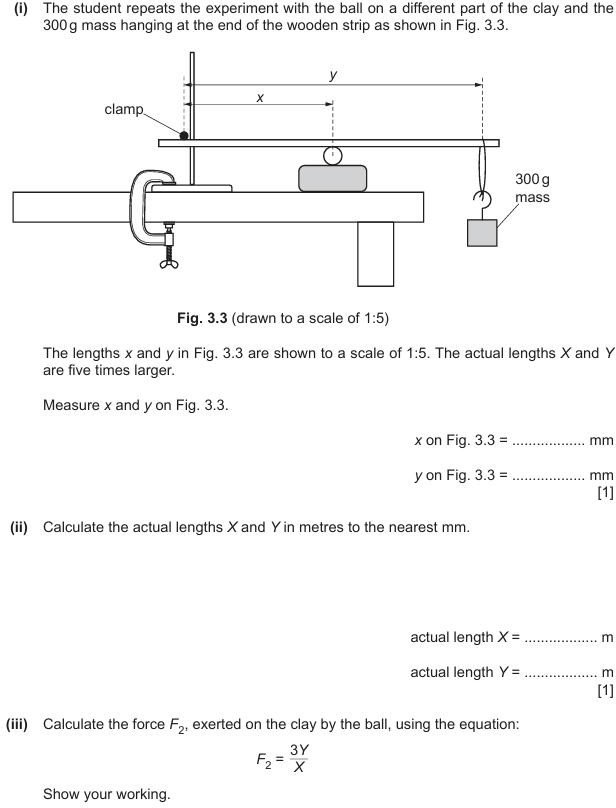 (i) The student repeats the experiment with the ball on a different part of the clay and the
300 g mass hanging at the end of the wooden strip as shown in Fig. 3.3.
y
x
clamp
300 g
mass
Fig. 3.3 (drawn to a scale of 1:5)
The lengths x and y in Fig. 3.3 are shown to a scale of 1:5. The actual lengths X and Y
are five times larger.
Measure x and y on Fig. 3.3.
x on Fig. 3.3 = .................. mm
y on Fig. 3.3 = .................. mm
[1]
(ii) Calculate the actual lengths X and Y in metres to the nearest mm.
actual length X = .................. m
actual length Y = .................. m
[1]
(iii) Calculate the force F₂, exerted on the clay by the ball, using the equation:
F₂ = 3Y/X
Show your working.